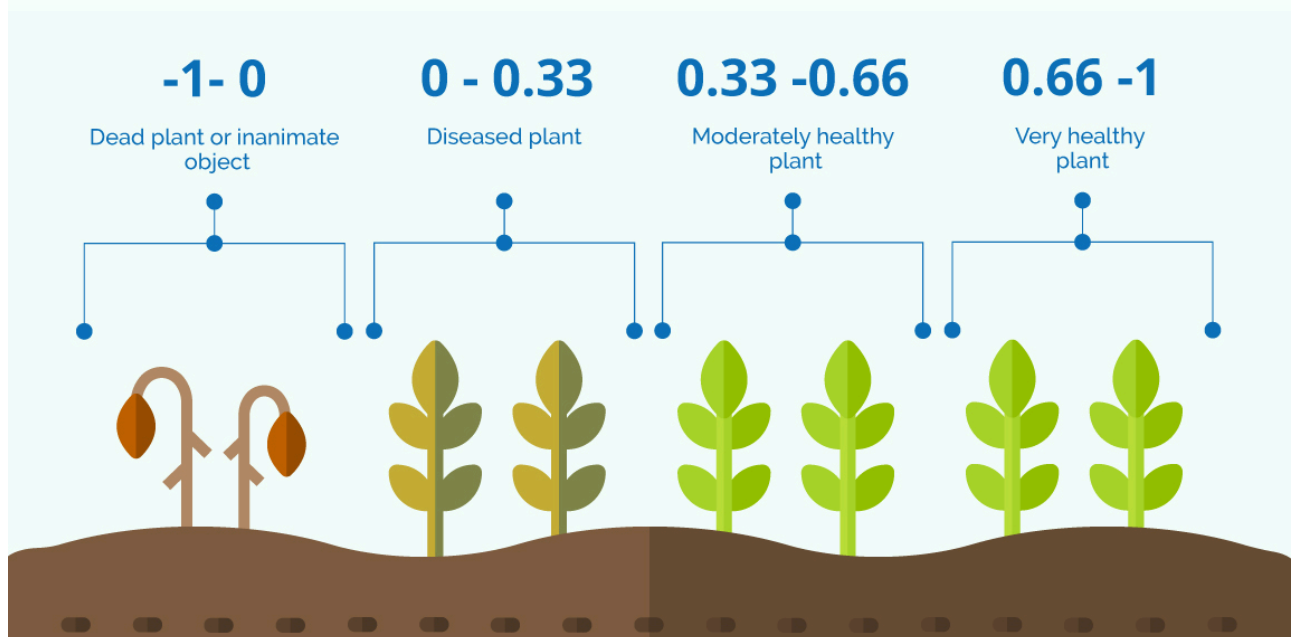 -1- 0
Dead plant or inanimate
object
0 - 0.33
Diseased plant
0.33 -0.66
Moderately healthy
plant
0.66 -1
Very healthy
plant